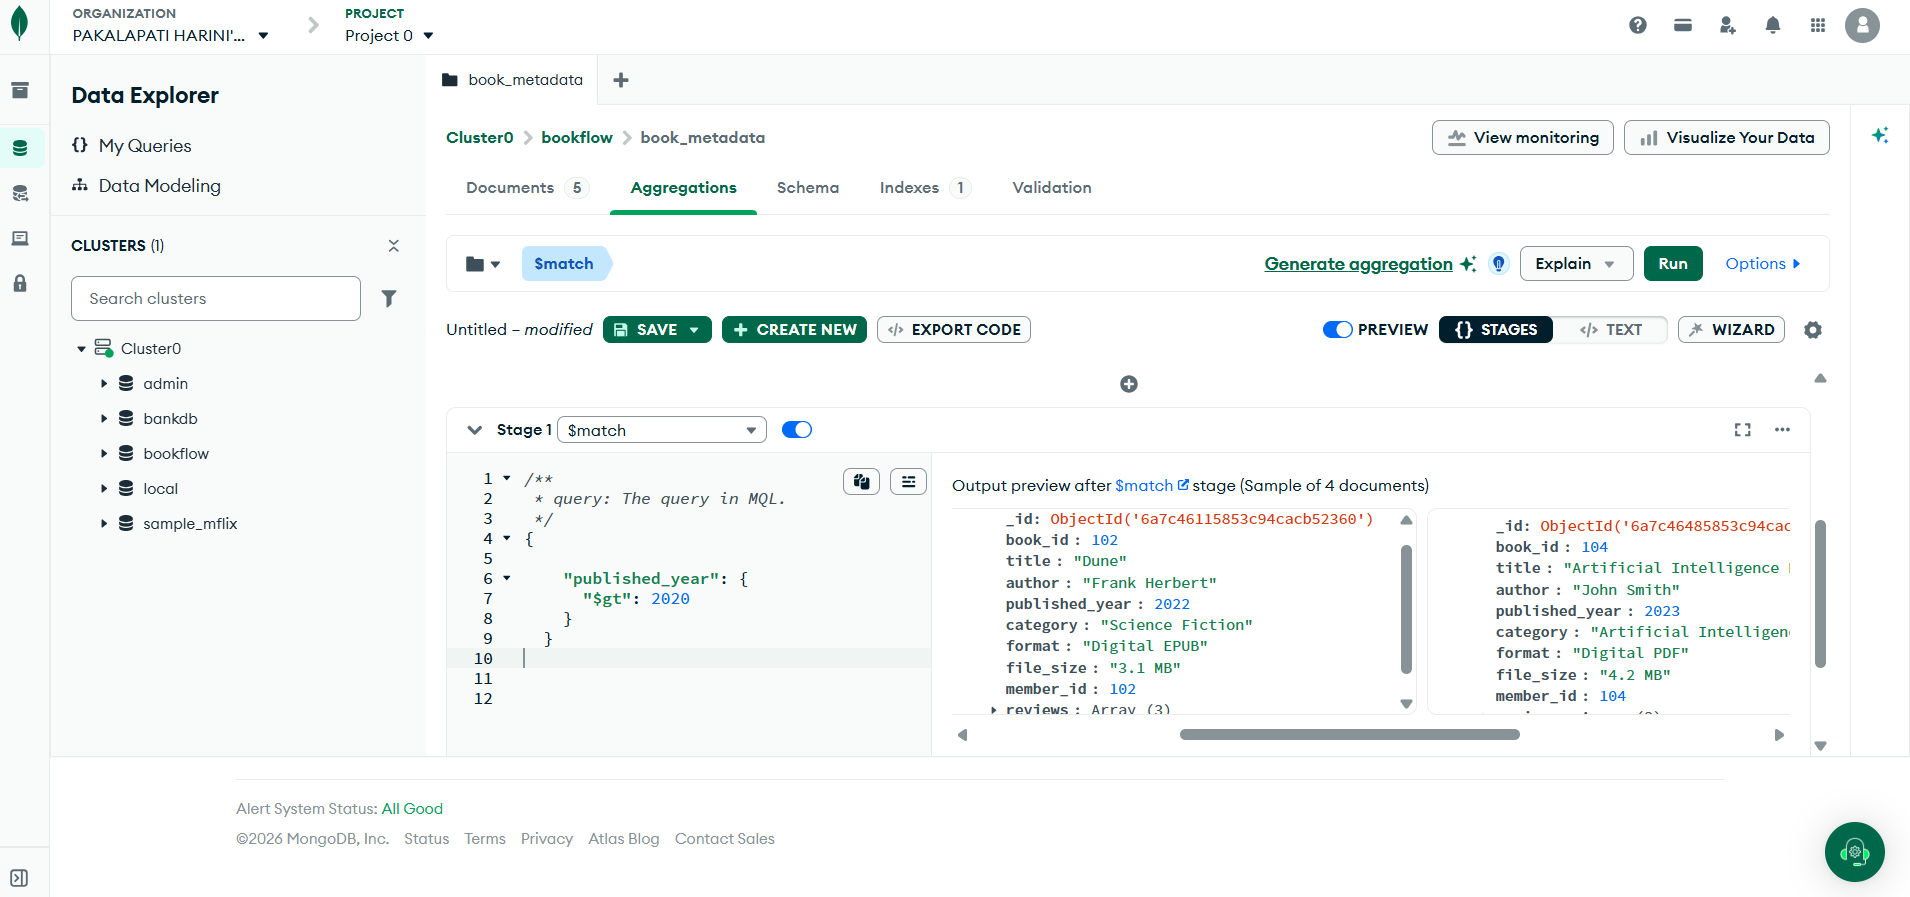 ORGANIZATION
PAKALAPATI HARINI'...
PROJECT
Project 0
Data Explorer
My Queries
Data Modeling
CLUSTERS (1)
Search clusters
Cluster0
admin
bankdb
bookflow
local
sample_mflix
book_metadata
Cluster0 bookflow book_metadata
View monitoring
Visualize Your Data
Documents 5 Aggregations Schema Indexes 1 Validation
$match
Generate aggregation
Explain
Run
Options
Untitled – modified
SAVE
CREATE NEW
EXPORT CODE
PREVIEW
{} STAGES
</> TEXT
WIZARD
Stage 1 $match
1 /**
2 * query: The query in MQL.
3 */
4 {
5
6 "published_year": {
7 "$gt": 2020
8 }
9 }
10
11
12
Output preview after $match stage (Sample of 4 documents)
_id: ObjectId('6a7c46115853c94cacb52360')
book_id : 102
title : "Dune"
author : "Frank Herbert"
published_year : 2022
category : "Science Fiction"
format : "Digital EPUB"
file_size : "3.1 MB"
member_id : 102
reviews : Array (3)
_id: ObjectId('6a7c46485853c94cac
book_id : 104
title : "Artificial Intelligence
author : "John Smith"
published_year : 2023
category : "Artificial Intelligen
format : "Digital PDF"
file_size : "4.2 MB"
member_id : 104
Alert System Status: All Good
©2026 MongoDB, Inc. Status Terms Privacy Atlas Blog Contact Sales